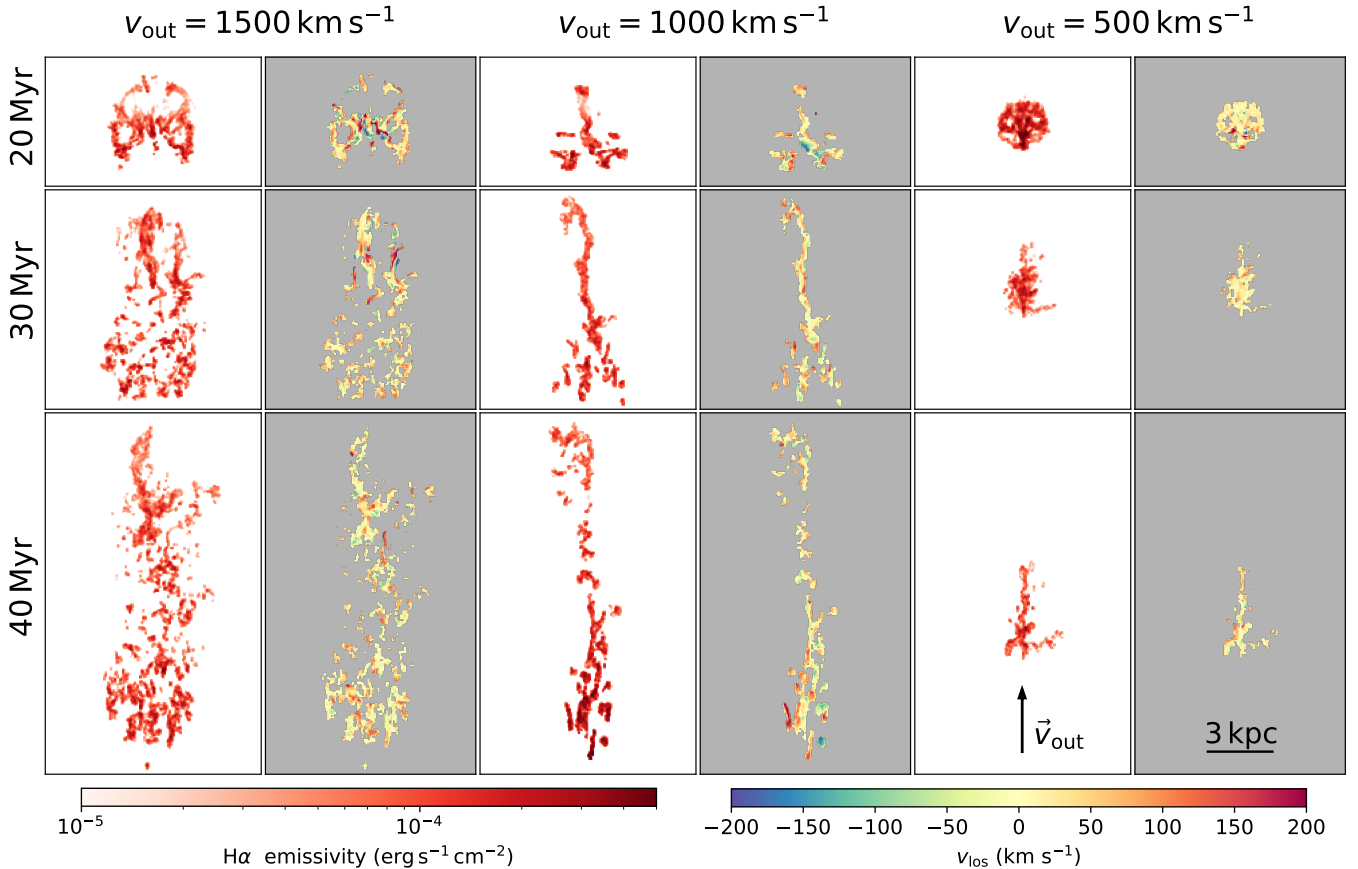 v_out = 1500 km s⁻¹ v_out = 1000 km s⁻¹ v_out = 500 km s⁻¹
20 Myr
30 Myr
40 Myr
v⃗_out
3 kpc
10⁻⁵ 10⁻⁴
Hα emissivity (erg s⁻¹ cm⁻²)
−200 −150 −100 −50 0 50 100 150 200
v_los (km s⁻¹)